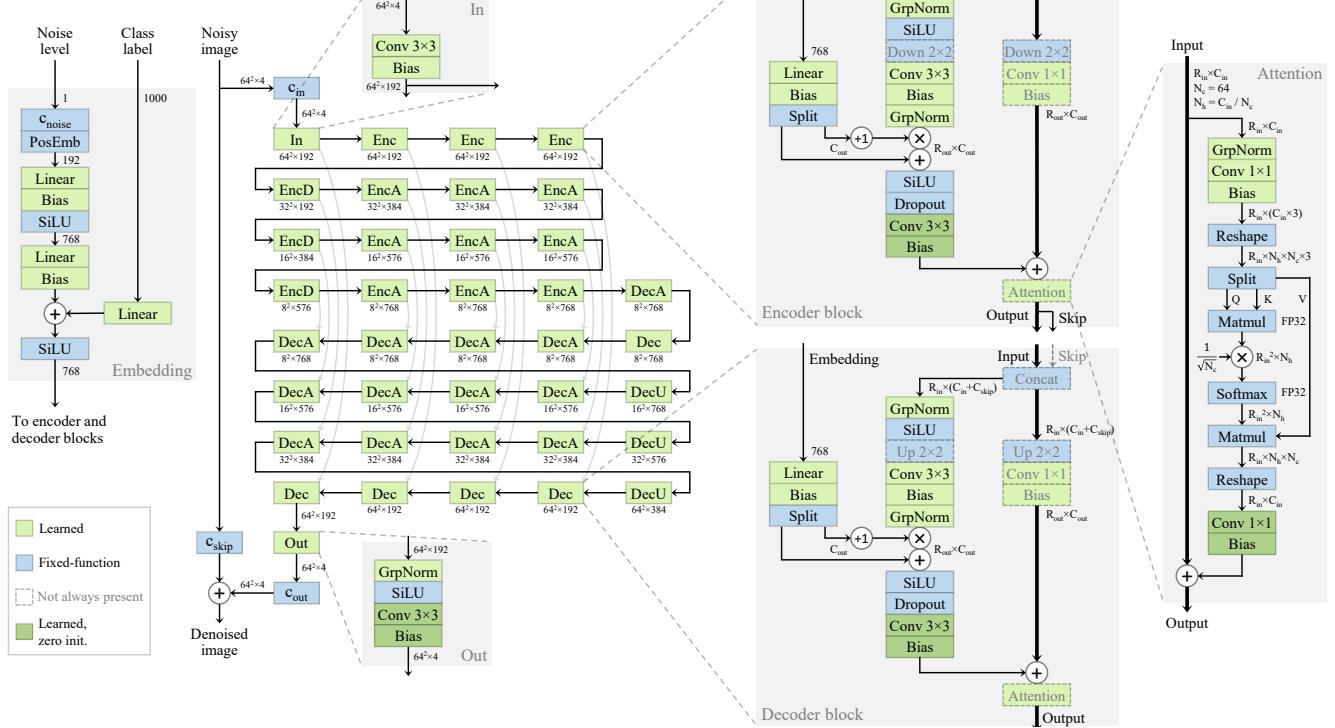 Noise
level
Class
label
1
1000
c_noise
PosEmb
192
Linear
Bias
SiLU
768
Linear
Bias
+
Linear
SiLU
768
Embedding
To encoder and
decoder blocks
Learned
Fixed-function
Not always present
Learned,
zero init.
Noisy
image
64²×4
c_in
64²×4
64²×4
In
Conv 3×3
Bias
64²×192
In Enc Enc Enc
64²×192 64²×192 64²×192 64²×192
EncD EncA EncA EncA
32²×192 32²×384 32²×384 32²×384
EncD EncA EncA EncA
16²×384 16²×576 16²×576 16²×576
EncD EncA EncA EncA DecA
8²×576 8²×768 8²×768 8²×768 8²×768
DecA DecA DecA DecA Dec
8²×768 8²×768 8²×768 8²×768 8²×768
DecA DecA DecA DecA DecU
16²×576 16²×576 16²×576 16²×576 16²×768
DecA DecA DecA DecA DecU
32²×384 32²×384 32²×384 32²×384 32²×576
Dec Dec Dec Dec DecU
64²×192 64²×192 64²×192 64²×192 64²×384
Out
64²×4
c_skip
+
64²×4
c_out
Denoised
image
64²×192
GrpNorm
SiLU
Conv 3×3
Bias
64²×4
Out
768
Linear
Bias
Split
C_out
+1
×
+
R_out×C_out
GrpNorm
SiLU
Down 2×2
Conv 3×3
Bias
GrpNorm
SiLU
Dropout
Conv 3×3
Bias
Down 2×2
Conv 1×1
Bias
R_out×C_out
+
Attention
Output
Skip
Encoder block
Embedding
Input
Skip
Concat
R_in×(C_in+C_skip)
R_in×(C_in+C_skip)
768
Linear
Bias
Split
C_out
+1
×
+
R_out×C_out
GrpNorm
SiLU
Up 2×2
Conv 3×3
Bias
GrpNorm
SiLU
Dropout
Conv 3×3
Bias
Up 2×2
Conv 1×1
Bias
R_out×C_out
+
Attention
Output
Decoder block
Input
Attention
R_in×C_in
N_c = 64
N_h = C_in / N_c
R_in×C_in
GrpNorm
Conv 1×1
Bias
R_in×(C_in×3)
Reshape
R_in×N_h×N_c×3
Split
Q K V
Matmul FP32
1
√N_c
×
R_in²×N_h
Softmax FP32
R_in²×N_h
Matmul
R_in×N_h×N_c
Reshape
R_in×C_in
Conv 1×1
Bias
+
Output